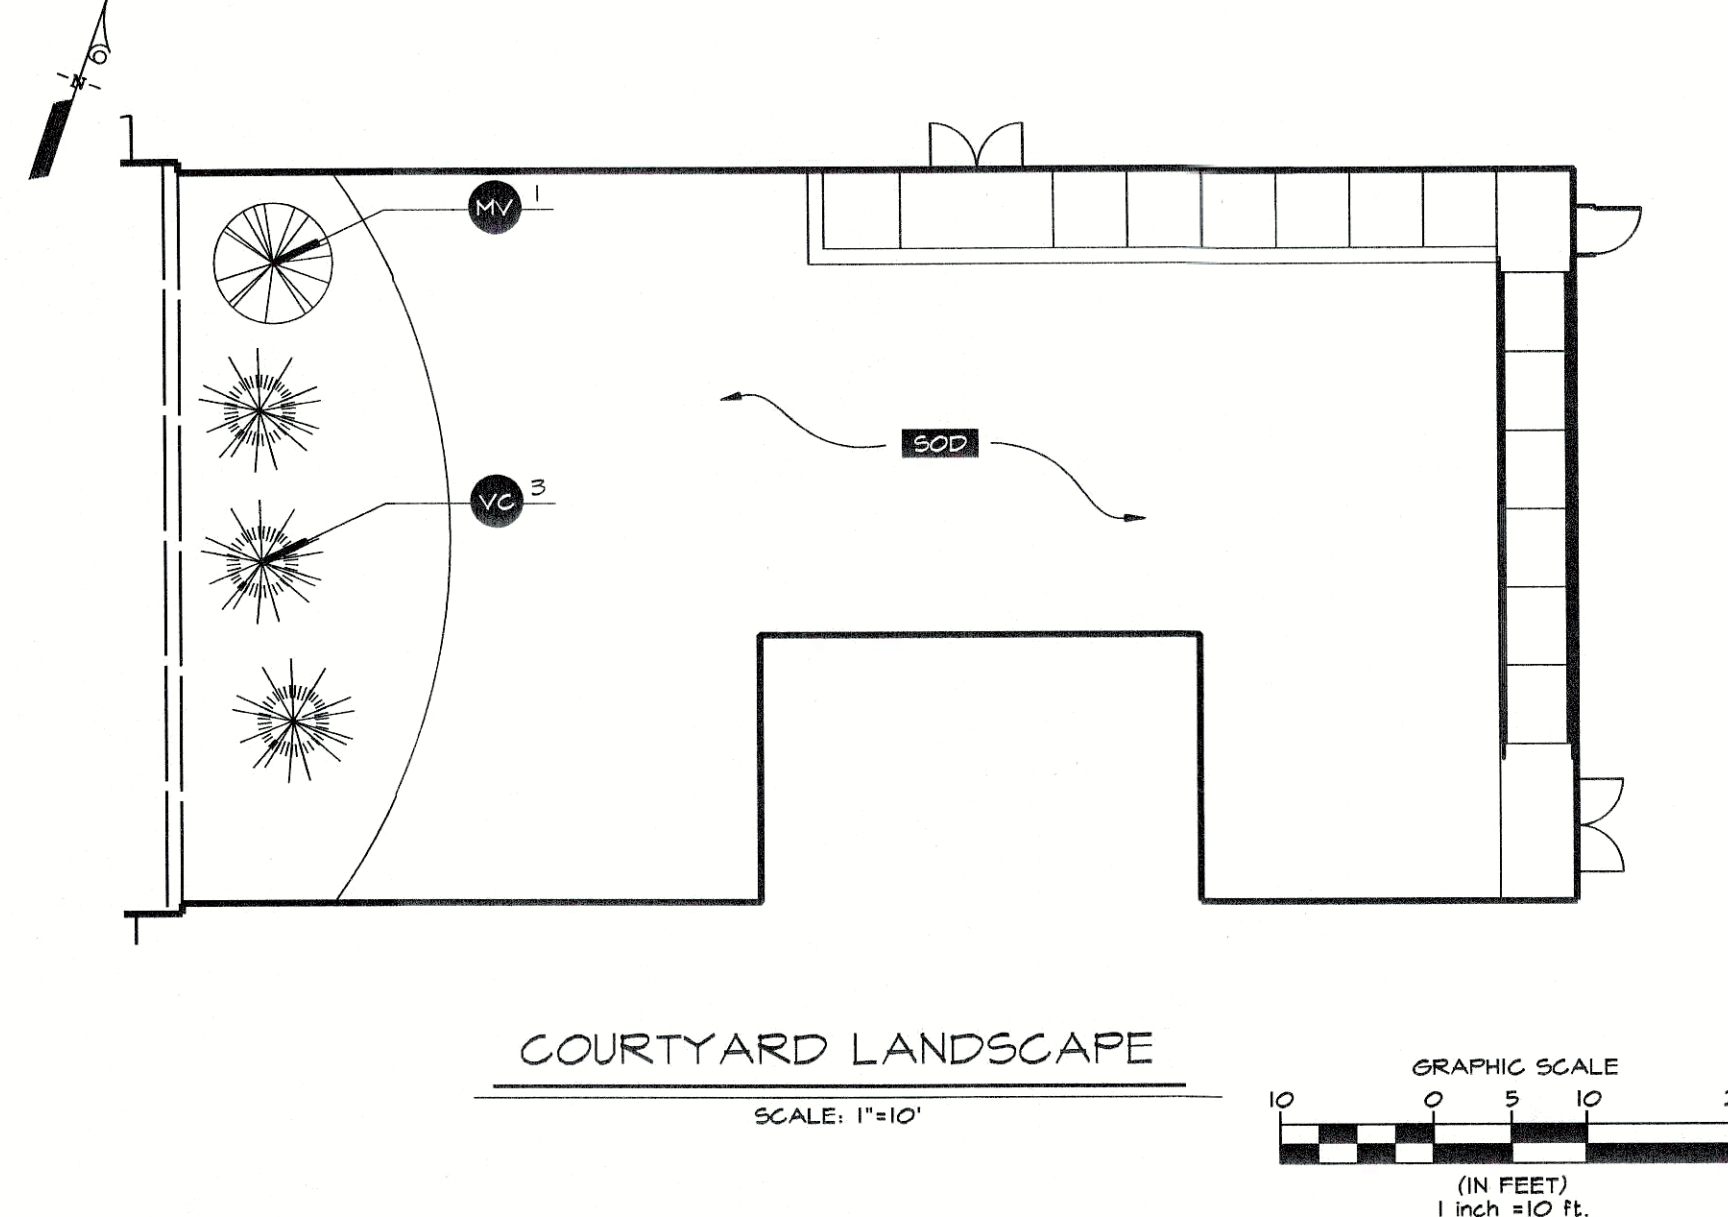 N
MV 1
SOD
VC 3
COURTYARD LANDSCAPE
SCALE: 1"=10'
GRAPHIC SCALE
10 0 5 10
(IN FEET)
1 inch =10 ft.